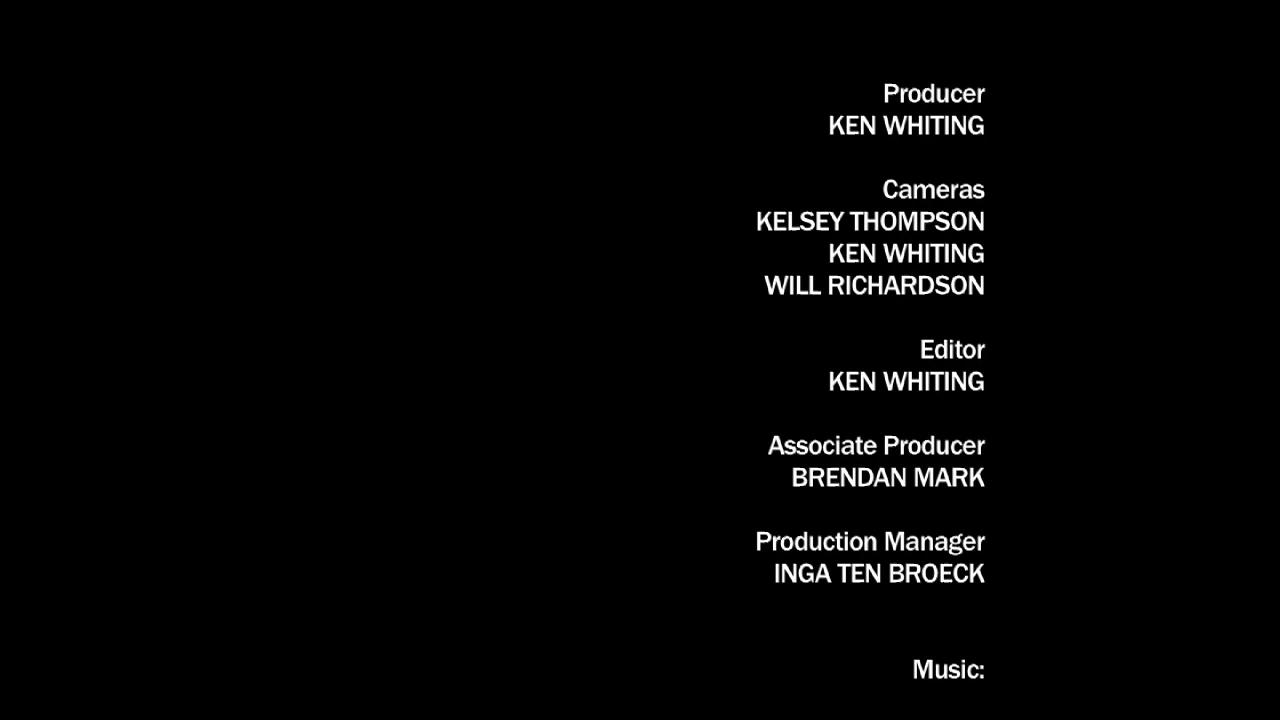 Producer
KEN WHITING
Cameras
KELSEY THOMPSON
KEN WHITING
WILL RICHARDSON
Editor
KEN WHITING
Associate Producer
BRENDAN MARK
Production Manager
INGA TEN BROECK
Music: